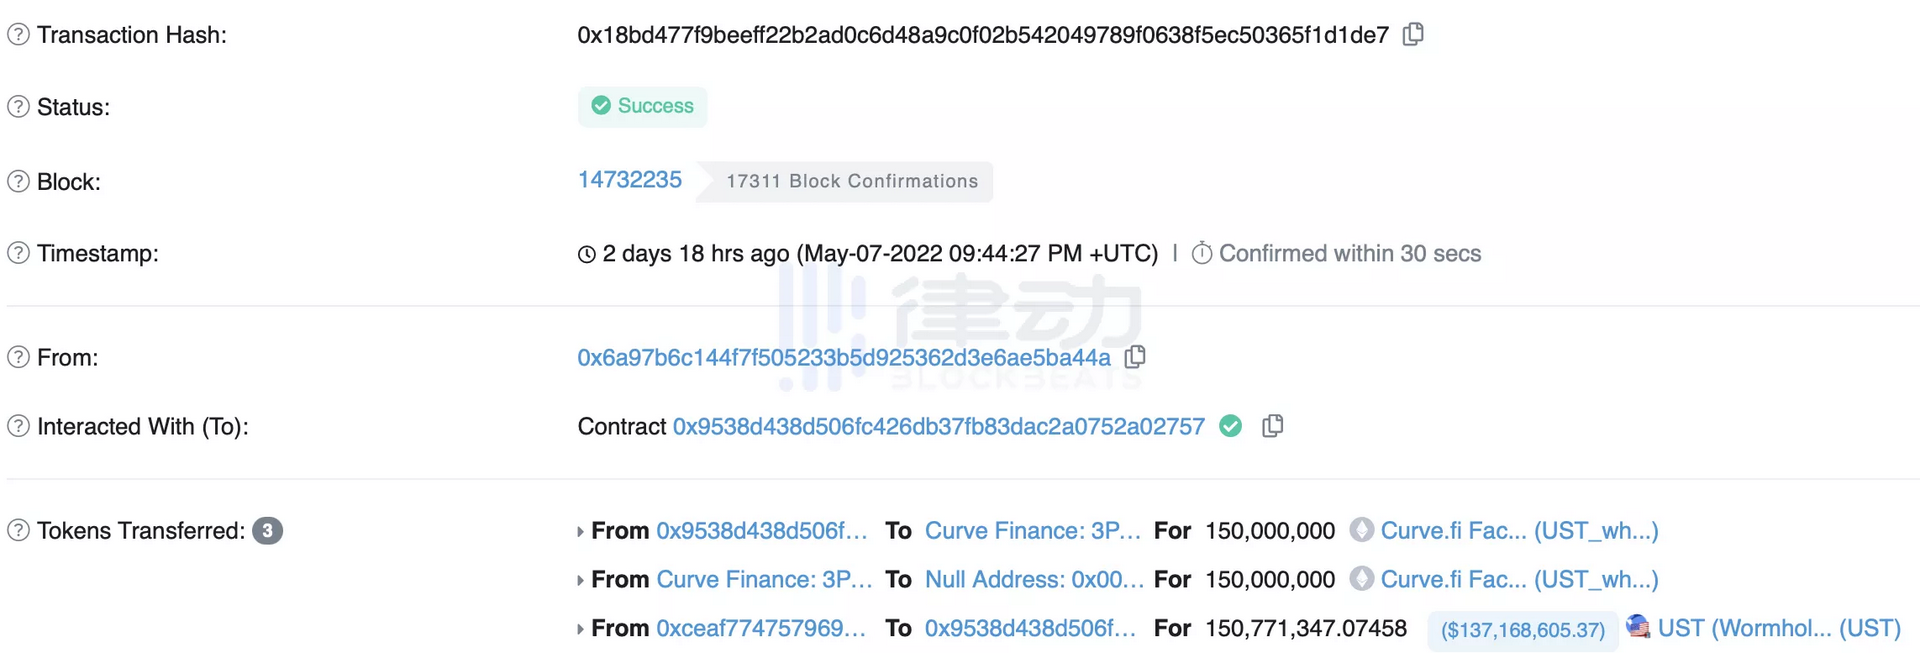 Transaction Hash: 0x18bd477f9beeff22b2ad0c6d48a9c0f02b542049789f0638f5ec50365f1d1de7
Status: Success
Block: 14732235 17311 Block Confirmations
Timestamp: 2 days 18 hrs ago (May-07-2022 09:44:27 PM +UTC) | Confirmed within 30 secs
律动
BLOCKBEATS
From: 0x6a97b6c144f7f505233b5d925362d3e6ae5ba44a
Interacted With (To): Contract 0x9538d438d506fc426db37fb83dac2a0752a02757
Tokens Transferred: 3 From 0x9538d438d506f... To Curve Finance: 3P... For 150,000,000 Curve.fi Fac... (UST_wh...)
From Curve Finance: 3P... To Null Address: 0x00... For 150,000,000 Curve.fi Fac... (UST_wh...)
From 0xceaf774757969... To 0x9538d438d506f... For 150,771,347.07458 ($137,168,605.37) UST (Wormhol... (UST)